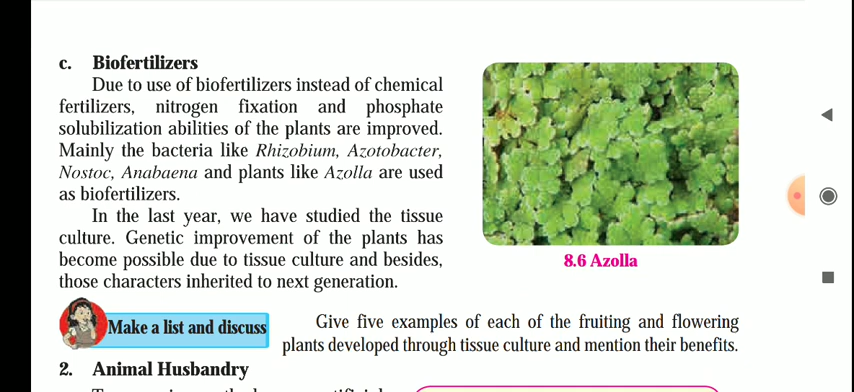 c. Biofertilizers
Due to use of biofertilizers instead of chemical
fertilizers, nitrogen fixation and phosphate
solubilization abilities of the plants are improved.
Mainly the bacteria like Rhizobium, Azotobacter,
Nostoc, Anabaena and plants like Azolla are used
as biofertilizers.
In the last year, we have studied the tissue
culture. Genetic improvement of the plants has
become possible due to tissue culture and besides,
those characters inherited to next generation.
8.6 Azolla
Make a list and discuss
Give five examples of each of the fruiting and flowering
plants developed through tissue culture and mention their benefits.
2. Animal Husbandry